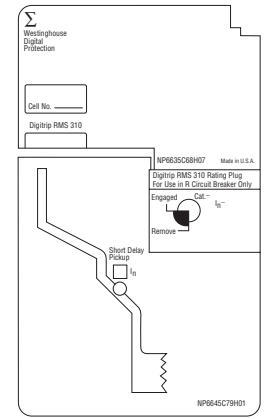 Σ
Westinghouse
Digital
Protection
Cell No.
Digitrip RMS 310
NP6635C68H07 Made in U.S.A.
Digitrip RMS 310 Rating Plug
For Use in R Circuit Breaker Only
Engaged
Cat.–
In–
Remove
Short Delay
Pickup
In
NP6645C79H01